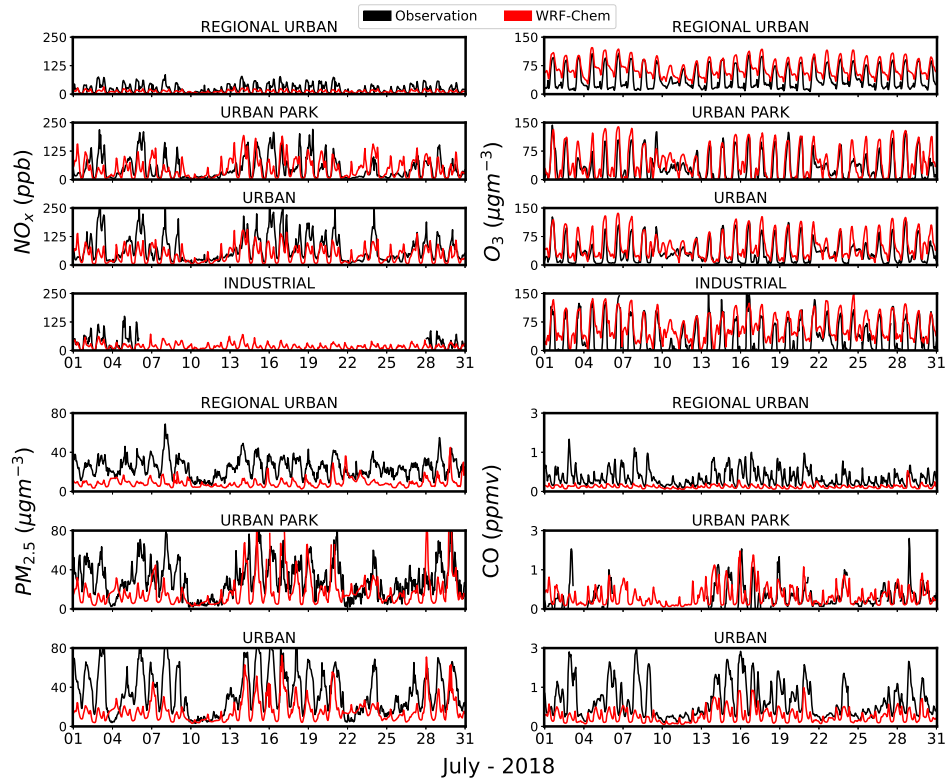 Observation WRF-Chem
REGIONAL URBAN
250
125
0
URBAN PARK
250
125
0
URBAN
250
125
0
INDUSTRIAL
250
125
0
01 04 07 10 13 16 19 22 25 28 31
NOₓ (ppb)
REGIONAL URBAN
150
75
0
URBAN PARK
150
75
0
URBAN
150
75
0
INDUSTRIAL
150
75
0
01 04 07 10 13 16 19 22 25 28 31
O₃ (μgm⁻³)
REGIONAL URBAN
80
40
0
URBAN PARK
80
40
0
URBAN
80
40
0
01 04 07 10 13 16 19 22 25 28 31
PM₂.₅ (μgm⁻³)
REGIONAL URBAN
3
1
0
URBAN PARK
3
1
0
URBAN
3
1
0
01 04 07 10 13 16 19 22 25 28 31
CO (ppmv)
July - 2018